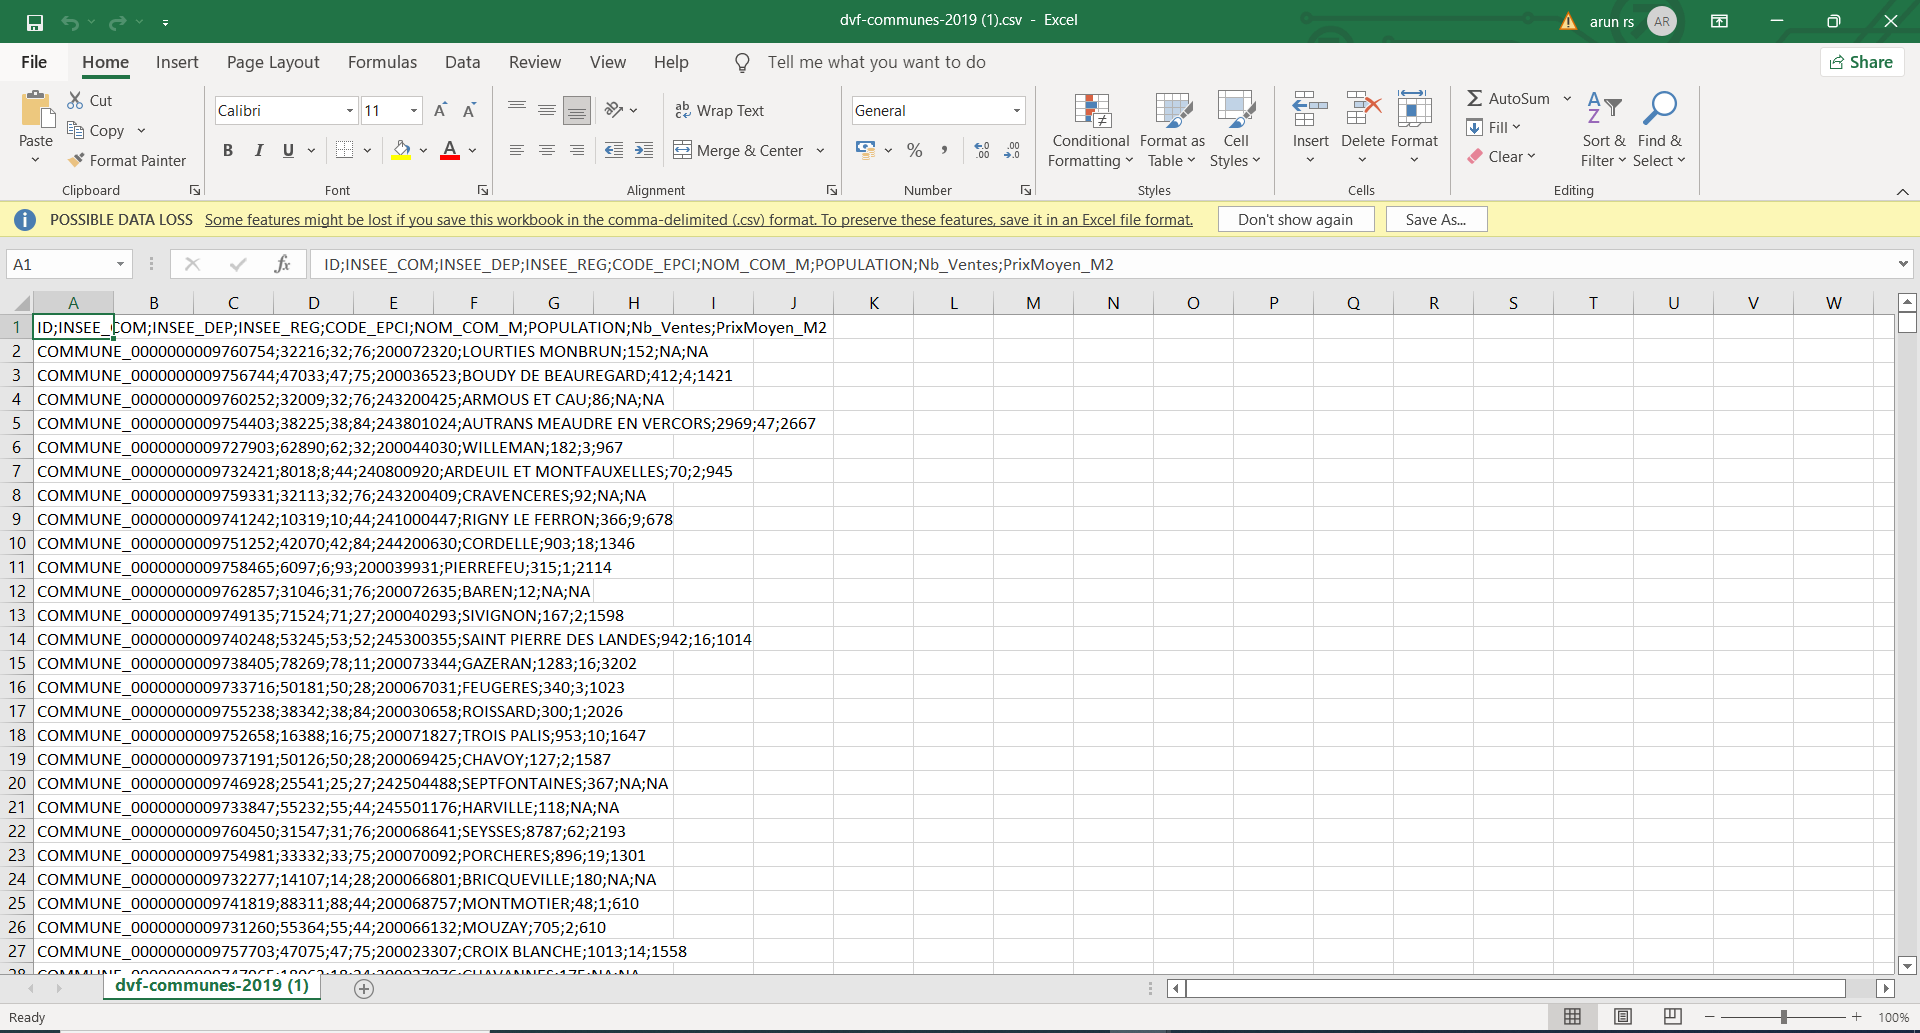 dvf-communes-2019 (1).csv - Excel
arun rs AR
File Home Insert Page Layout Formulas Data Review View Help Tell me what you want to do Share
Paste
Cut
Copy
Format Painter
Clipboard
Calibri 11
B I U
Font
Wrap Text
Merge & Center
Alignment
General
Number
Conditional Formatting
Format as Table
Cell Styles
Styles
Insert
Delete
Format
Cells
AutoSum
Fill
Clear
Sort & Filter
Find & Select
Editing
POSSIBLE DATA LOSS Some features might be lost if you save this workbook in the comma-delimited (.csv) format. To preserve these features, save it in an Excel file format. Don't show again Save As...
A1 fx ID;INSEE_COM;INSEE_DEP;INSEE_REG;CODE_EPCI;NOM_COM_M;POPULATION;Nb_Ventes;PrixMoyen_M2
A B C D E F G H I J K L M N O P Q R S T U V W
1 ID;INSEE_COM;INSEE_DEP;INSEE_REG;CODE_EPCI;NOM_COM_M;POPULATION;Nb_Ventes;PrixMoyen_M2
2 COMMUNE_0000000009760754;32216;32;76;200072320;LOURTIES MONBRUN;152;NA;NA
3 COMMUNE_0000000009756744;47033;47;75;200036523;BOUDY DE BEAUREGARD;412;4;1421
4 COMMUNE_0000000009760252;32009;32;76;243200425;ARMOUS ET CAU;86;NA;NA
5 COMMUNE_0000000009754403;38225;38;84;243801024;AUTRANS MEAUDRE EN VERCORS;2969;47;2667
6 COMMUNE_0000000009727903;62890;62;32;200044030;WILLEMAN;182;3;967
7 COMMUNE_0000000009732421;8018;8;44;240800920;ARDEUIL ET MONTFAUXELLES;70;2;945
8 COMMUNE_0000000009759331;32113;32;76;243200409;CRAVENCERES;92;NA;NA
9 COMMUNE_0000000009741242;10319;10;44;241000447;RIGNY LE FERRON;366;9;678
10 COMMUNE_0000000009751252;42070;42;84;244200630;CORDELLE;903;18;1346
11 COMMUNE_0000000009758465;6097;6;93;200039931;PIERREFEU;315;1;2114
12 COMMUNE_0000000009762857;31046;31;76;200072635;BAREN;12;NA;NA
13 COMMUNE_0000000009749135;71524;71;27;200040293;SIVIGNON;167;2;1598
14 COMMUNE_0000000009740248;53245;53;52;245300355;SAINT PIERRE DES LANDES;942;16;1014
15 COMMUNE_0000000009738405;78269;78;11;200073344;GAZERAN;1283;16;3202
16 COMMUNE_0000000009733716;50181;50;28;200067031;FEUGERES;340;3;1023
17 COMMUNE_0000000009755238;38342;38;84;200030658;ROISSARD;300;1;2026
18 COMMUNE_0000000009752658;16388;16;75;200071827;TROIS PALIS;953;10;1647
19 COMMUNE_0000000009737191;50126;50;28;200069425;CHAVOY;127;2;1587
20 COMMUNE_0000000009746928;25541;25;27;242504488;SEPTFONTAINES;367;NA;NA
21 COMMUNE_0000000009733847;55232;55;44;245501176;HARVILLE;118;NA;NA
22 COMMUNE_0000000009760450;31547;31;76;200068641;SEYSSES;8787;62;2193
23 COMMUNE_0000000009754981;33332;33;75;200070092;PORCHERES;896;19;1301
24 COMMUNE_0000000009732277;14107;14;28;200066801;BRICQUEVILLE;180;NA;NA
25 COMMUNE_0000000009741819;88311;88;44;200068757;MONTMOTIER;48;1;610
26 COMMUNE_0000000009731260;55364;55;44;200066132;MOUZAY;705;2;610
27 COMMUNE_0000000009757703;47075;47;75;200023307;CROIX BLANCHE;1013;14;1558
dvf-communes-2019 (1)
Ready 100%